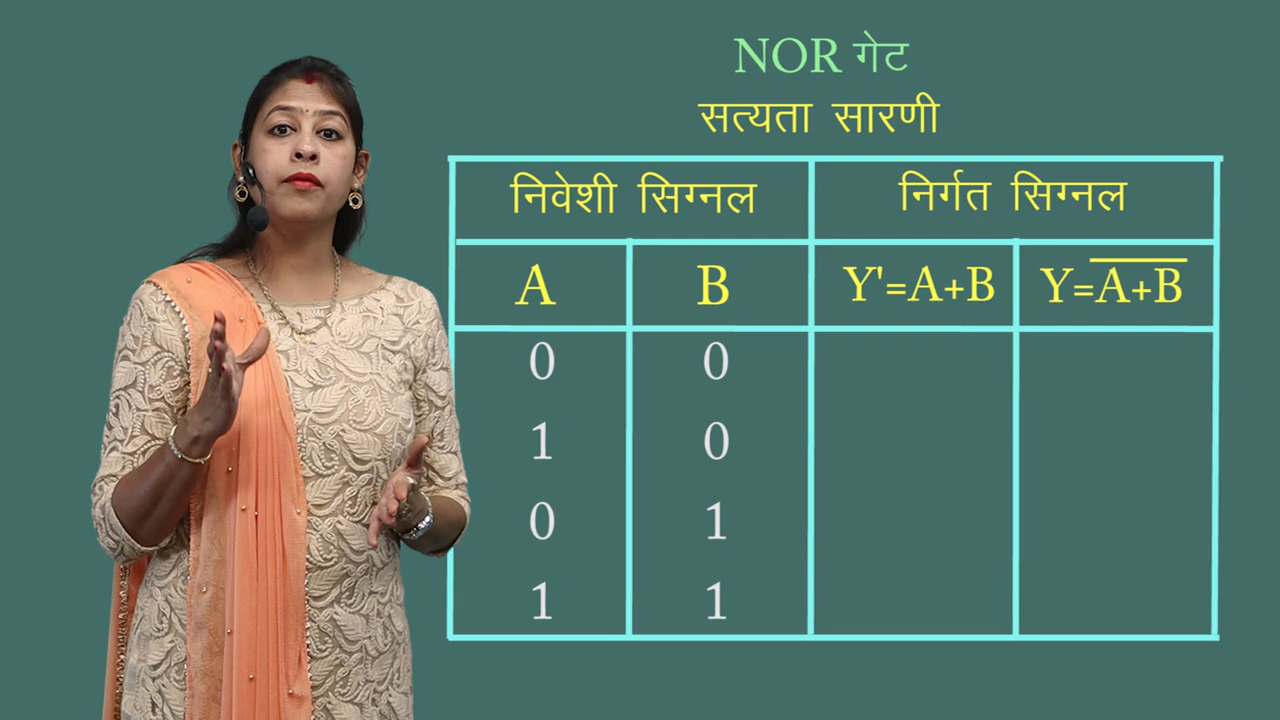 NOR गेट
सत्यता सारणी
निवेशी सिग्नल निर्गत सिग्नल
A B Y'=A+B Y=A̅+̅B̅
0 0
1 0
0 1
1 1